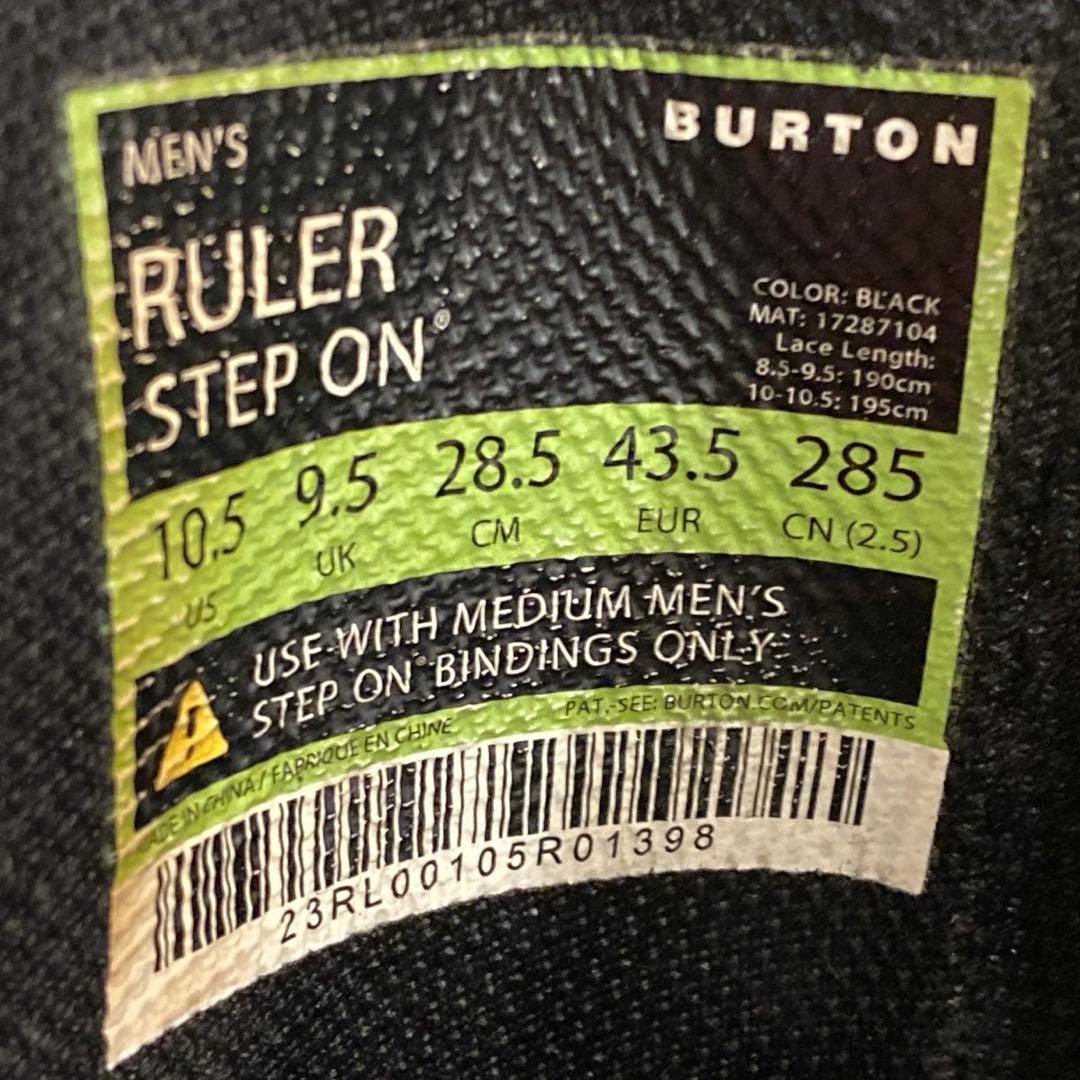 MEN'S
BURTON
RULER
STEP ON®
COLOR: BLACK
MAT: 17287104
Lace Length:
8.5-9.5: 190cm
10-10.5: 195cm
10.5 9.5 28.5 43.5 285
US UK CM EUR CN (2.5)
USE WITH MEDIUM MEN'S
STEP ON® BINDINGS ONLY
PAT.-SEE: BURTON.COM/PATENTS
MADE IN CHINA / FABRIQUE EN CHINE
23RL00105R01398